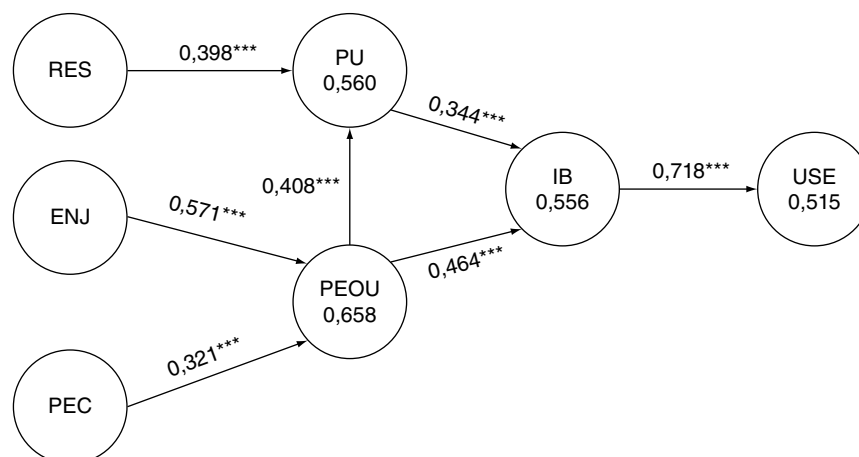 RES
0,398***
PU
0,560
0,344***
IB
0,556
0,718***
USE
0,515
0,408***
ENJ
0,571***
PEOU
0,658
0,464***
PEC
0,321***